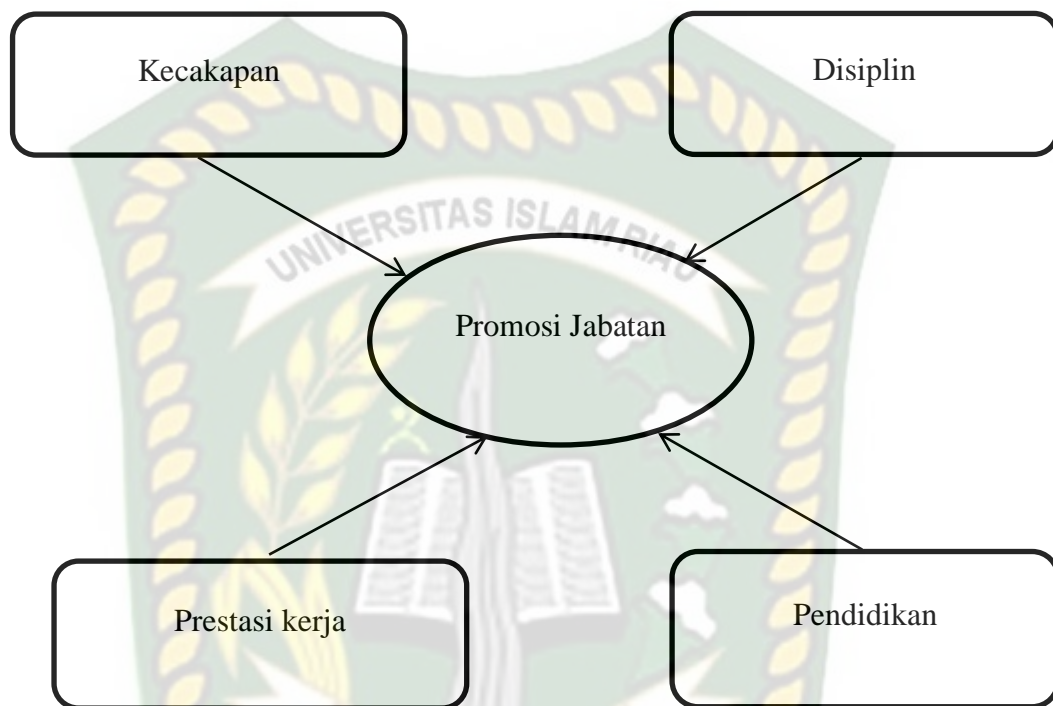 Kecakapan
Disiplin
UNIVERSITAS ISLAM RIAU
Promosi Jabatan
Prestasi kerja
Pendidikan